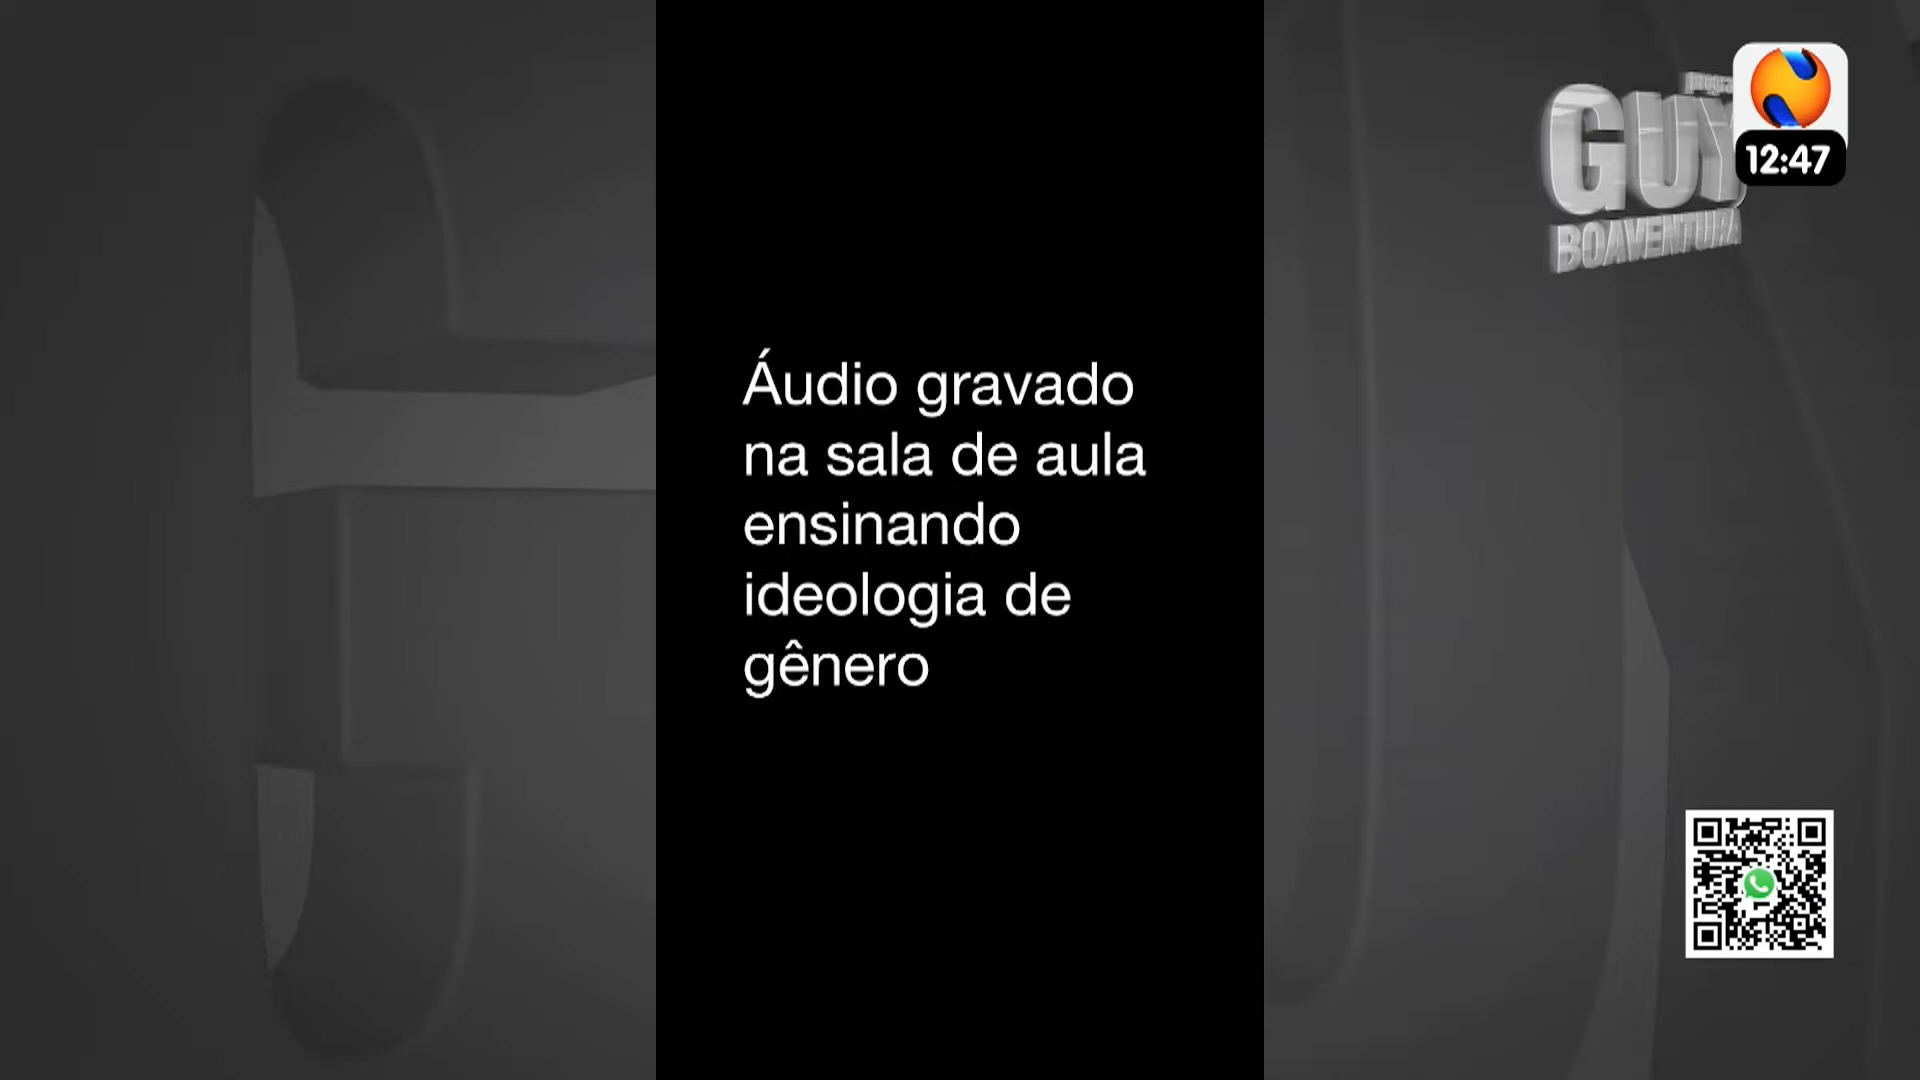 GUY
BOAVENTURA
12:47
Áudio gravado
na sala de aula
ensinando
ideologia de
gênero